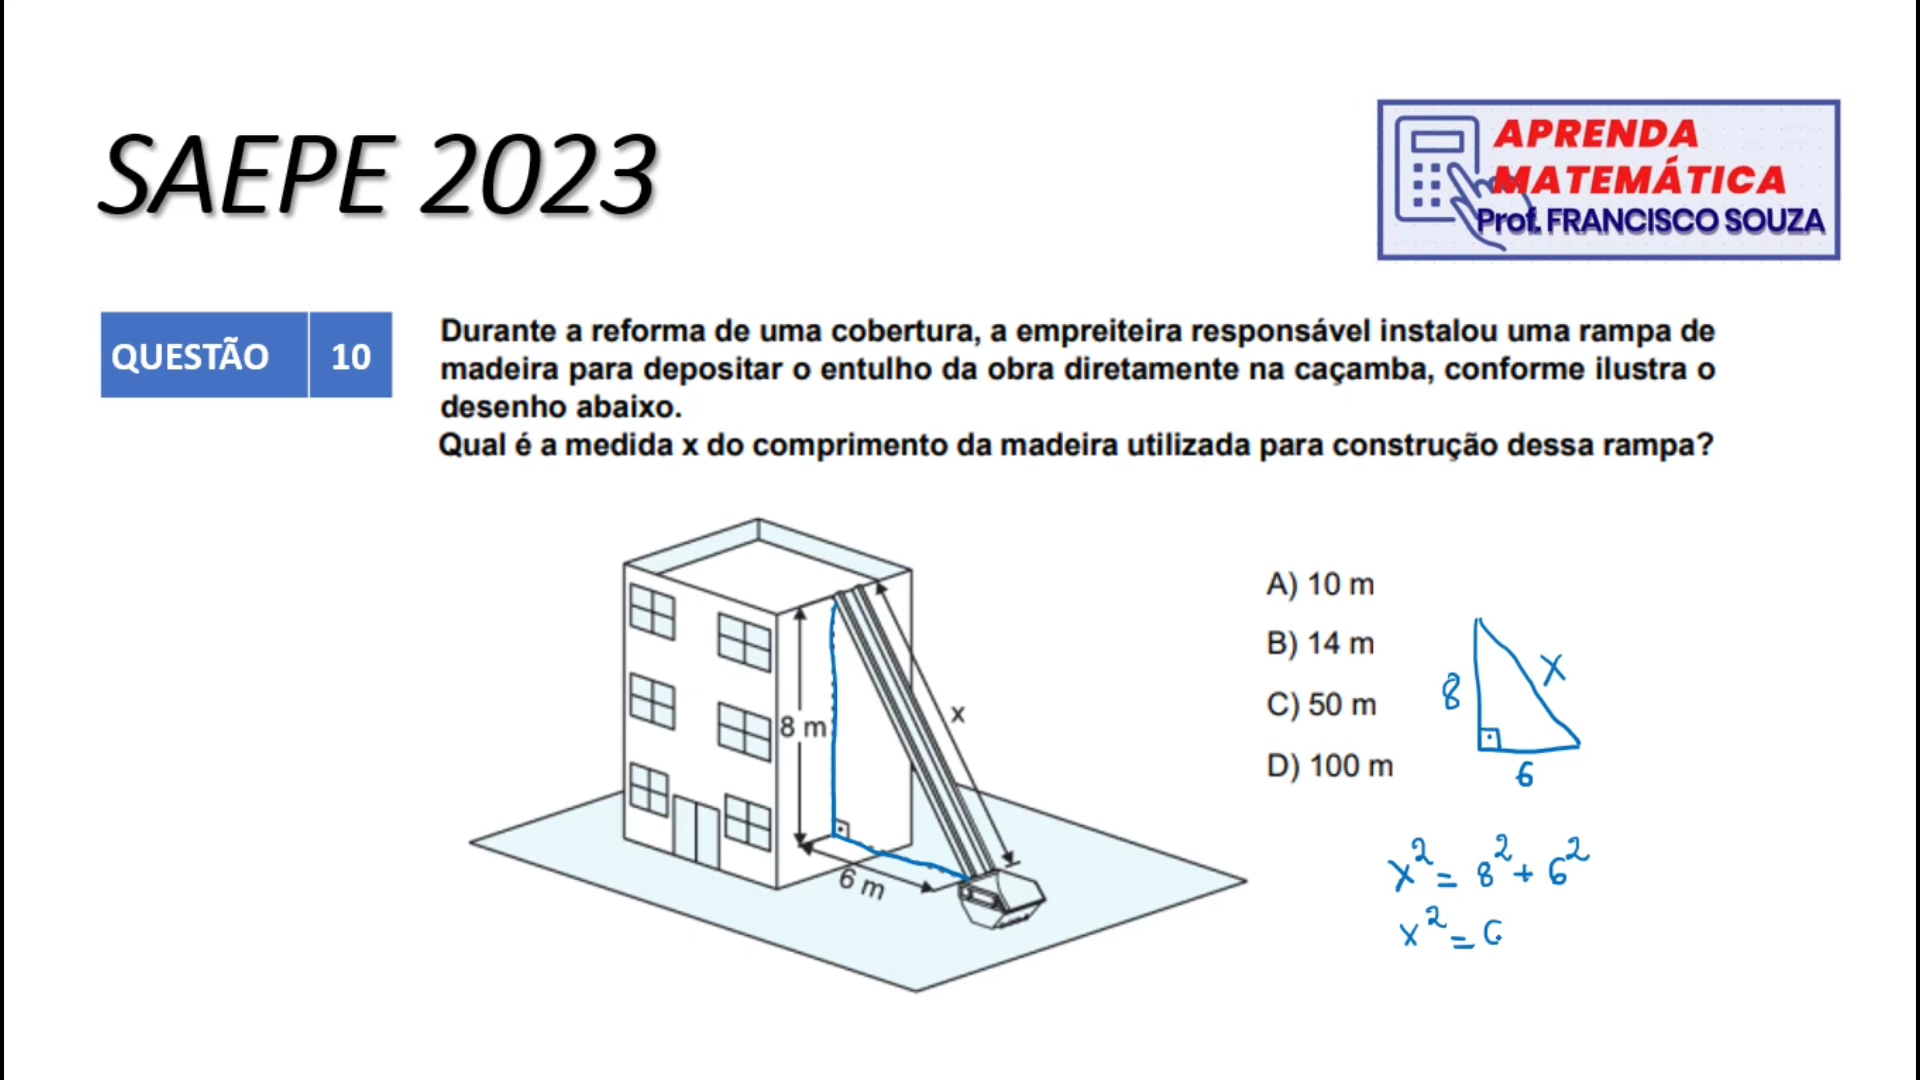 SAEPE 2023
APRENDA
MATEMÁTICA
Prof. FRANCISCO SOUZA
QUESTÃO 10
Durante a reforma de uma cobertura, a empreiteira responsável instalou uma rampa de
madeira para depositar o entulho da obra diretamente na caçamba, conforme ilustra o
desenho abaixo.
Qual é a medida x do comprimento da madeira utilizada para construção dessa rampa?
8 m
x
6 m
A) 10 m
B) 14 m
C) 50 m
D) 100 m
8
x
6
x² = 8² + 6²
x² =